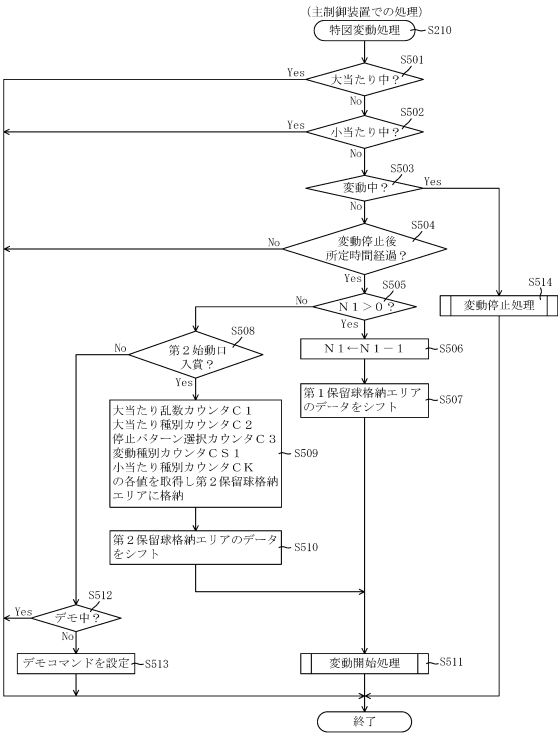 (主制御装置での処理)
特図変動処理
S210
S501
Yes
大当たり中?
No
S502
Yes
小当たり中?
No
S503
変動中?
Yes
No
S504
No
変動停止後
所定時間経過?
Yes
S505
No
N1>0?
Yes
S514
変動停止処理
S508
No
第2始動口
入賞?
Yes
N1←N1-1
S506
第1保留球格納エリア
のデータをシフト
S507
大当たり乱数カウンタC1
大当たり種別カウンタC2
停止パターン選択カウンタC3
変動種別カウンタCS1
小当たり種別カウンタCK
の各値を取得し第2保留球格納
エリアに格納
S509
第2保留球格納エリアのデータ
をシフト
S510
S512
Yes
デモ中?
No
デモコマンドを設定
S513
変動開始処理
S511
終了